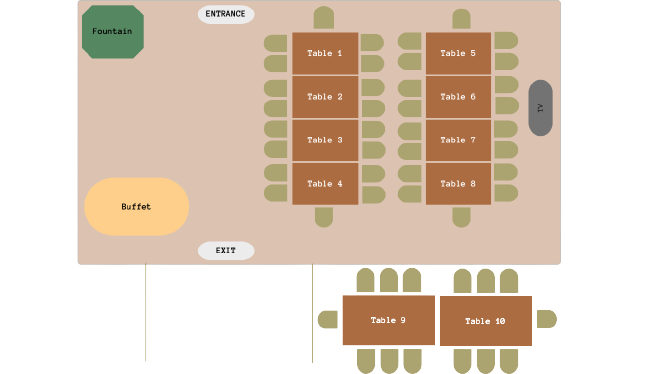 ENTRANCE
Fountain
Table 1
Table 5
Table 2
Table 6
TV
Table 3
Table 7
Table 4
Table 8
Buffet
EXIT
Table 9
Table 10